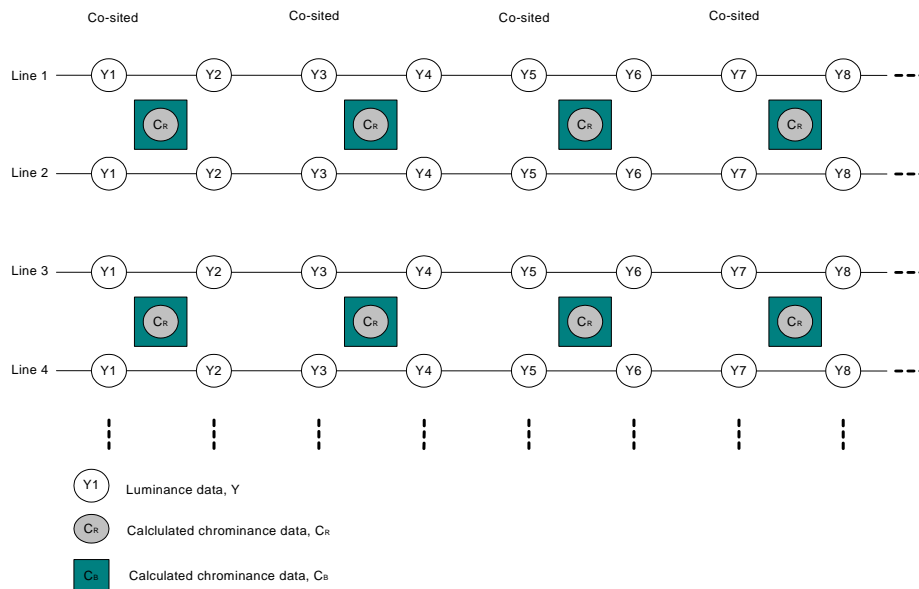 Co-sited Co-sited Co-sited Co-sited
Line 1 Y1 Y2 Y3 Y4 Y5 Y6 Y7 Y8
CR CR CR CR
Line 2 Y1 Y2 Y3 Y4 Y5 Y6 Y7 Y8
Line 3 Y1 Y2 Y3 Y4 Y5 Y6 Y7 Y8
CR CR CR CR
Line 4 Y1 Y2 Y3 Y4 Y5 Y6 Y7 Y8
Y1 Luminance data, Y
CR Calclulated chrominance data, CR
CB Calculated chrominance data, CB